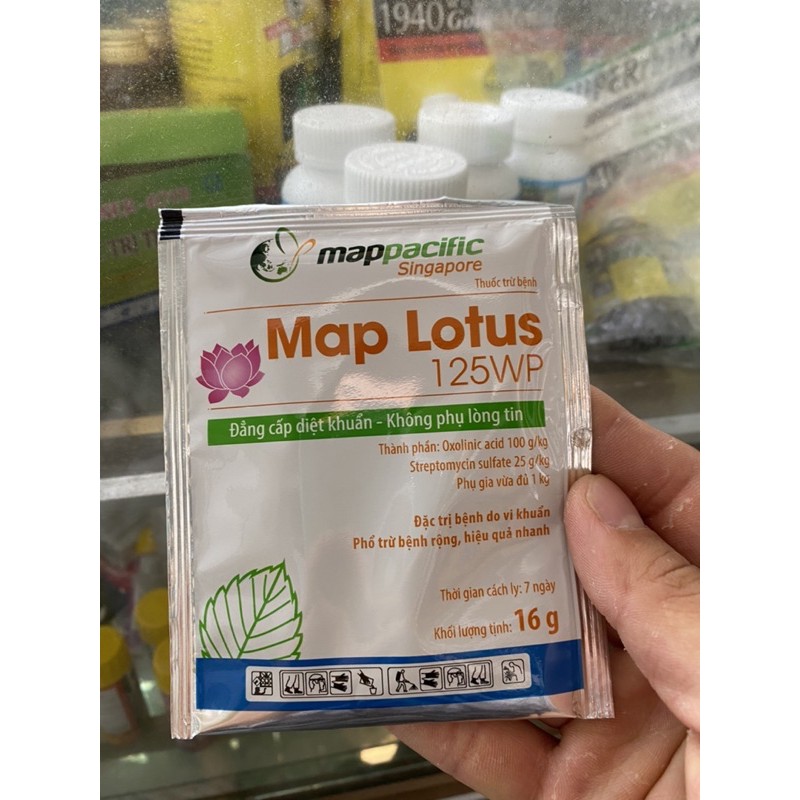 1940
mappacific
Singapore
Thuốc trừ bệnh
Map Lotus
125WP
Đẳng cấp diệt khuẩn - Không phụ lòng tin
Thành phần: Oxolinic acid 100 g/kg
Streptomycin sulfate 25 g/kg
Phụ gia vừa đủ 1 kg
Đặc trị bệnh do vi khuẩn
Phổ trừ bệnh rộng, hiệu quả nhanh
Thời gian cách ly: 7 ngày
Khối lượng tịnh: 16 g